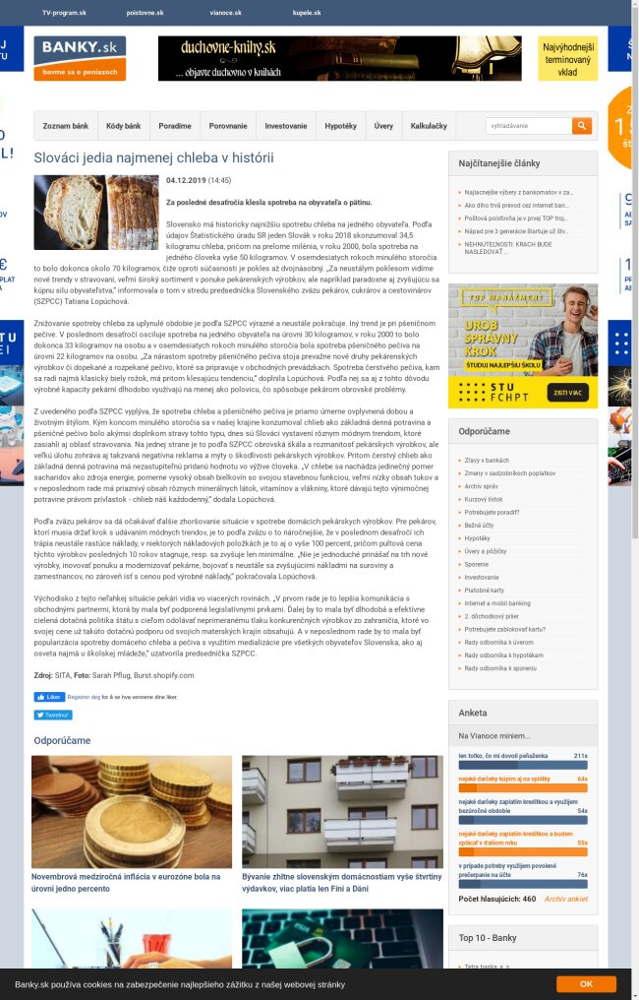 TV-program.sk poistovne.sk vianoce.sk kupele.sk
BANKY.sk
bavme sa o peniazoch
duchovne-knihy.sk
... objavte duchovno v knihách
Najvýhodnejší
termínovaný
vklad
Zoznam bánk Kódy bánk Poradíme Porovnanie Investovanie Hypotéky Úvery Kalkulačky
vyhľadávanie
Slováci jedia najmenej chleba v histórii
04.12.2019 (14:45)
Za posledné desaťročia klesla spotreba na obyvateľa o pätinu.
Slovensko má historicky najnižšiu spotrebu chleba na jedného obyvateľa. Podľa
údajov Štatistického úradu SR jeden Slovák v roku 2018 skonzumoval 34,5
kilogramu chleba, pričom na prelome milénia, v roku 2000, bola spotreba na
jedného človeka vyše 50 kilogramov. V osemdesiatych rokoch minulého storočia
to bolo dokonca okolo 70 kilogramov, čiže oproti súčasnosti je pokles až dvojnásobný. „Za neustálym poklesom vidíme
nové trendy v stravovaní, veľmi široký sortiment v ponuke pekárenských výrobkov, ale napríklad paradoxne aj zvyšujúcu sa
kúpnu silu obyvateľstva,“ informovala o tom v stredu predsedníčka Slovenského zväzu pekárov, cukrárov a cestovinárov
(SZPCC) Tatiana Lopúchová.
Znižovanie spotreby chleba za uplynulé obdobie je podľa SZPCC výrazné a neustále pokračuje. Iný trend je pri pšeničnom
pečive. V poslednom desaťročí osciluje spotreba na jedného obyvateľa na úrovni 30 kilogramov, v roku 2000 to bolo
dokonca 33 kilogramov na osobu a v osemdesiatych rokoch minulého storočia bola spotreba pšeničného pečiva na
úrovni 22 kilogramov na osobu. „Za nárastom spotreby pšeničného pečiva stoja prevažne nové druhy pekárenských
výrobkov či dopekané a rozpekané pečivo, ktoré sa pripravuje v obchodných prevádzkach. Spotreba čerstvého pečiva, kam
sa radí najmä klasický biely rožok, má pritom klesajúcu tendenciu,“ doplnila Lopúchová. Podľa nej sa aj z tohto dôvodu
výrobné kapacity pekární dlhodobo využívajú na menej ako polovicu, čo spôsobuje pekárom obrovské problémy.
Z uvedeného podľa SZPCC vyplýva, že spotreba chleba a pšeničného pečiva je priamo úmerne ovplyvnená dobou a
životným štýlom. Kým koncom minulého storočia sa v našej krajine konzumoval chlieb ako základná denná potravina a
pšeničné pečivo bolo akýmsi doplnkom stravy tohto typu, dnes sú Slováci vystavení rôznym módnym trendom, ktoré
zasiahli aj oblasť stravovania. Na jednej strane je to podľa SZPCC obrovská škála a rozmanitosť pekárskych výrobkov, ale
veľkú úlohu zohráva aj takzvaná negatívna reklama a mýty o škodlivosti pekárskych výrobkov. Pritom čerstvý chlieb ako
základná denná potravina má nezastupiteľnú pridanú hodnotu vo výžive človeka. „V chlebe sa nachádza jedinečný pomer
sacharidov ako zdroja energie, pomerne vysoký obsah bielkovín so svojou stavebnou funkciou, veľmi nízky obsah tukov a
v neposlednom rade má priaznivý obsah rôznych minerálnych látok, vitamínov a vlákniny, ktoré dávajú tejto výnimočnej
potravine právom prívlastok - chlieb náš každodenný,“ dodala Lopúchová.
Podľa zväzu pekárov sa dá očakávať ďalšie zhoršovanie situácie v spotrebe domácich pekárskych výrobkov. Pre pekárov,
ktorí musia držať krok s udávaním módnych trendov, je to podľa zväzu o to náročnejšie, že v poslednom desaťročí ich
trápia neustále rastúce náklady, v niektorých nákladových položkách je to aj o vyše 100 percent, pričom pultová cena
týchto výrobkov posledných 10 rokov stagnuje, resp. sa zvyšuje len minimálne. „Nie je jednoduché prinášať na trh nové
výrobky, inovovať ponuku a modernizovať pekárne, bojovať s neustále sa zvyšujúcimi nákladmi na suroviny a
zamestnancov, no zároveň ísť s cenou pod výrobné náklady,“ pokračovala Lopúchová.
Východisko z tejto neľahkej situácie pekári vidia vo viacerých rovinách. „V prvom rade je to lepšia komunikácia s
obchodnými partnermi, ktorá by mala byť podporená legislatívnymi prvkami. Ďalej by to mala byť dlhodobá a efektívne
cielená dotačná politika štátu s cieľom odolávať neprimeranému tlaku konkurenčných výrobkov zo zahraničia, ktoré vo
svojej cene už takúto dotačnú podporu od svojich materských krajín obsahujú. A v neposlednom rade by to mala byť
popularizácia spotreby domáceho chleba a pečiva s využitím medializácie pre všetkých obyvateľov Slovenska, ako aj
osveta najmä u školskej mládeže,“ uzatvorila predsedníčka SZPCC.
Zdroj: SITA, Foto: Sarah Pflug, Burst.shopify.com
Liker Registrer deg for å se hva vennene dine liker.
Tweetnuť
Odporúčame
Novembrová medziročná inflácia v eurozóne bola na
úrovni jedno percento
Bývanie zhltne slovenským domácnostiam vyše štvrtiny
výdavkov, viac platia len Fíni a Dáni
Najčítanejšie články
Najlacnejšie výbery z bankomatov v za...
Ako dlho trvá prevod cez internet ban...
Poštová poisťovňa je v prvej TOP troj...
Nápad pre 3 generácie štartuje už štv...
NEHNUTEĽNOSTI: KRACH BUDE
NASLEDOVAŤ ...
TOP MANAŽMENT
UROB
SPRÁVNY
KROK
ŠTUDUJ NAJLEPŠIU ŠKOLU
STU
FCHPT
ZISTI VIAC
Odporúčame
Zľavy v bankách
Zmeny v sadzobníkoch poplatkov
Archív správ
Kurzový lístok
Potrebujete poradiť?
Bežné účty
Hypotéky
Úvery a pôžičky
Sporenie
Investovanie
Platobné karty
Internet a mobil banking
2. dôchodkový pilier
Potrebujete zablokovať kartu?
Rady odborníka k úverom
Rady odborníka k hypotékam
Rady odborníka k sporeniu
Anketa
Na Vianoce miniem...
len toľko, čo mi dovolí peňaženka 211x
nejaké darčeky kúpim aj na splátky 64x
nejaké darčeky zaplatím kreditkou a využijem
bezúročné obdobie 54x
nejaké darčeky zaplatím kreditkou a budem
splácať v ďalšom roku 55x
v prípade potreby využijem povolené
prečerpanie na účte 76x
Počet hlasujúcich: 460 Archív ankiet
Top 10 - Banky
Tatra banka, a. s.
Banky.sk používa cookies na zabezpečenie najlepšieho zážitku z našej webovej stránky
OK